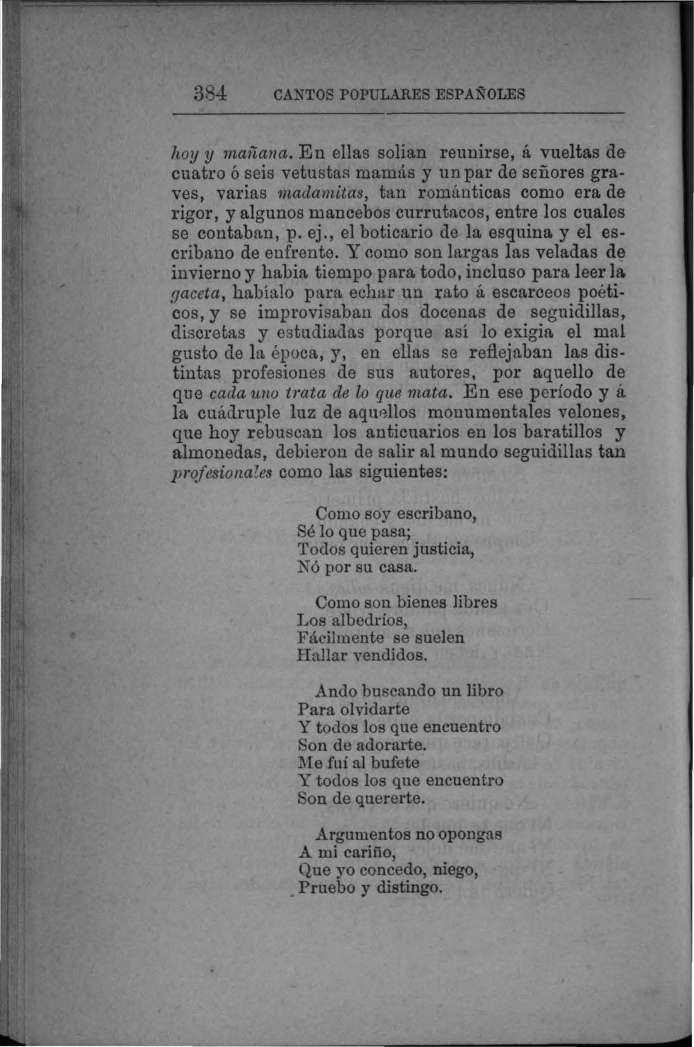 384 CANTOS POPULARES ESPAÑOLES
hoy y mañana. En ellas solian reunirse, á vueltas de
cuatro ó seis vetustas mamás y un par de señores gra-
ves, varias madamitas, tan románticas como era de
rigor, y algunos mancebos currutacos, entre los cuales
se contaban, p. ej., el boticario de la esquina y el es-
cribano de enfrente. Y como son largas las veladas de
invierno y habia tiempo para todo, incluso para leer la
gaceta, habíalo para echar un rato á escarceos poéti-
cos, y se improvisaban dos docenas de seguidillas,
discretas y estudiadas porque así lo exigia el mal
gusto de la época, y, en ellas se reflejaban las dis-
tintas profesiones de sus autores, por aquello de
que cada uno trata de lo que mata. En ese período y á
la cuádruple luz de aquellos monumentales velones,
que hoy rebuscan los anticuarios en los baratillos y
almonedas, debieron de salir al mundo seguidillas tan
profesionales como las siguientes:
Como soy escribano,
Sé lo que pasa;
Todos quieren justicia,
Nó por su casa.
Como son bienes libres
Los albedríos,
Fácilmente se suelen
Hallar vendidos.
Ando buscando un libro
Para olvidarte
Y todos los que encuentro
Son de adorarte.
Me fuí al bufete
Y todos los que encuentro
Son de quererte.
Argumentos no opongas
A mi cariño,
Que yo concedo, niego,
Pruebo y distingo.